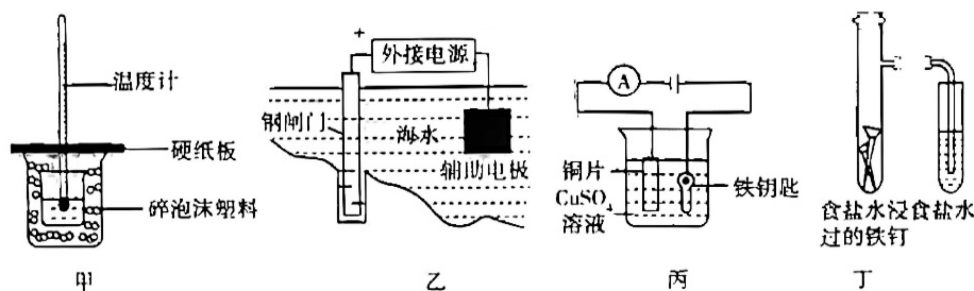 温度计
硬纸板
碎泡沫塑料
甲
+
外接电源
钢闸门
海水
辅助电极
乙
A
铜片
CuSO₄
溶液
铁钥匙
丙
食盐水浸
过的铁钉
食盐水
丁